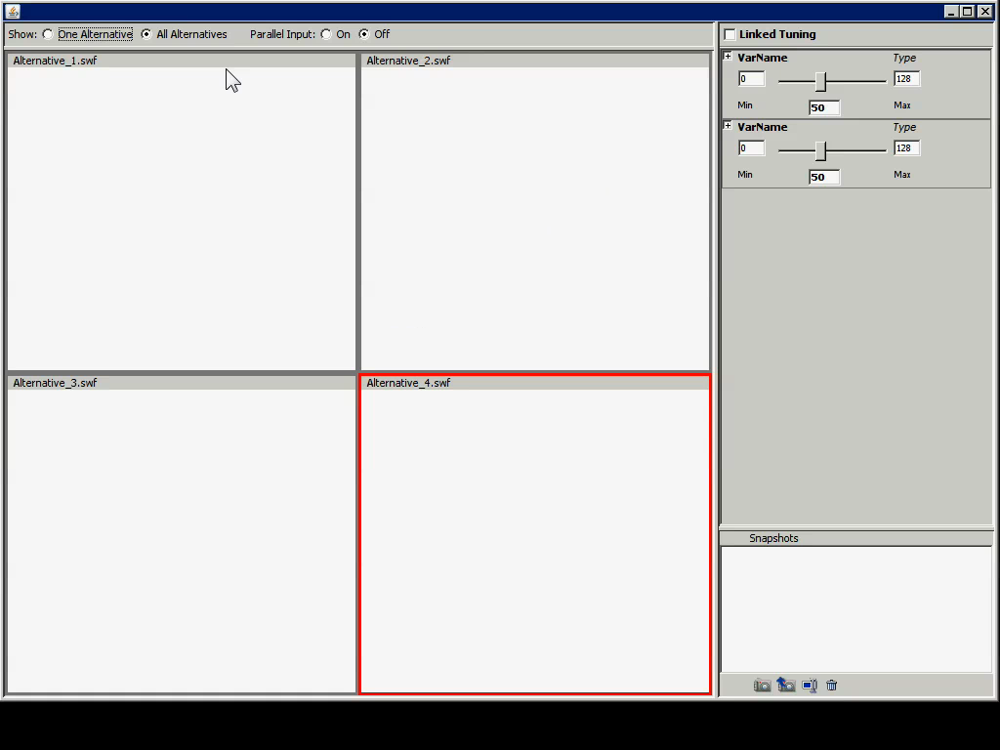 Show: One Alternative All Alternatives Parallel Input: On Off
Linked Tuning
Alternative_1.swf
Alternative_2.swf
Alternative_3.swf
Alternative_4.swf
VarName Type
0 128
Min 50 Max
VarName Type
0 128
Min 50 Max
Snapshots